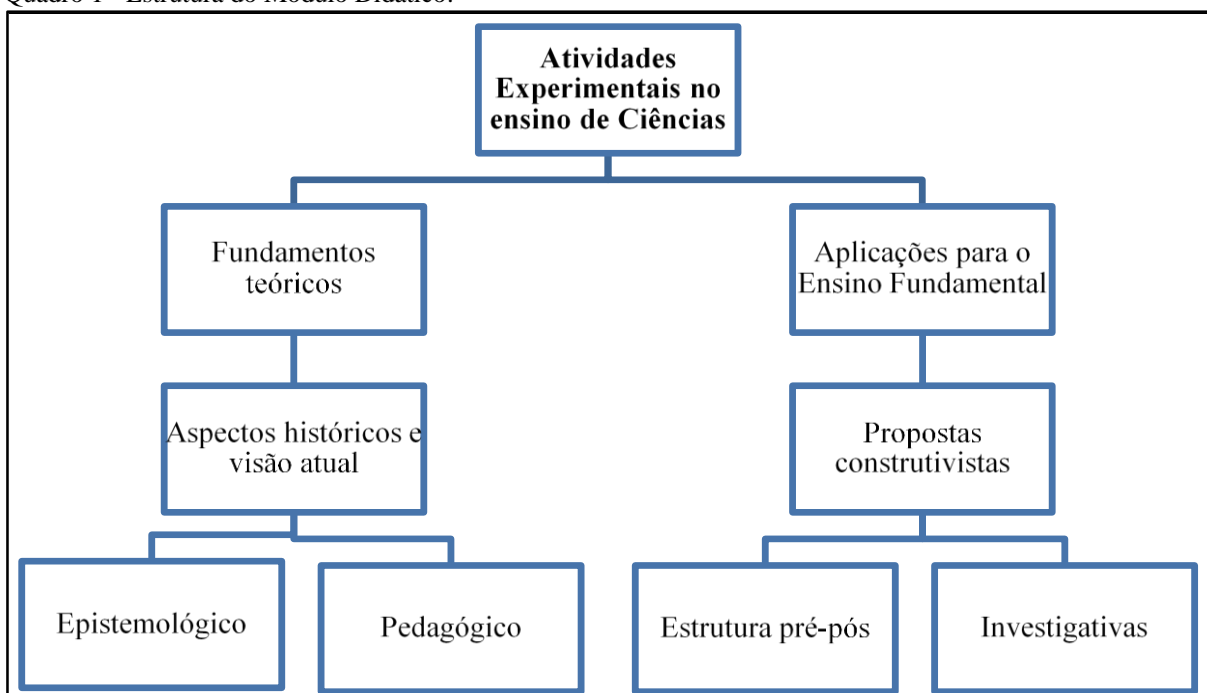 Quadro 1 - Estrutura do Módulo Didático.
Atividades
Experimentais no
ensino de Ciências
Fundamentos
teóricos
Aplicações para o
Ensino Fundamental
Aspectos históricos e
visão atual
Propostas
construtivistas
Epistemológico
Pedagógico
Estrutura pré-pós
Investigativas